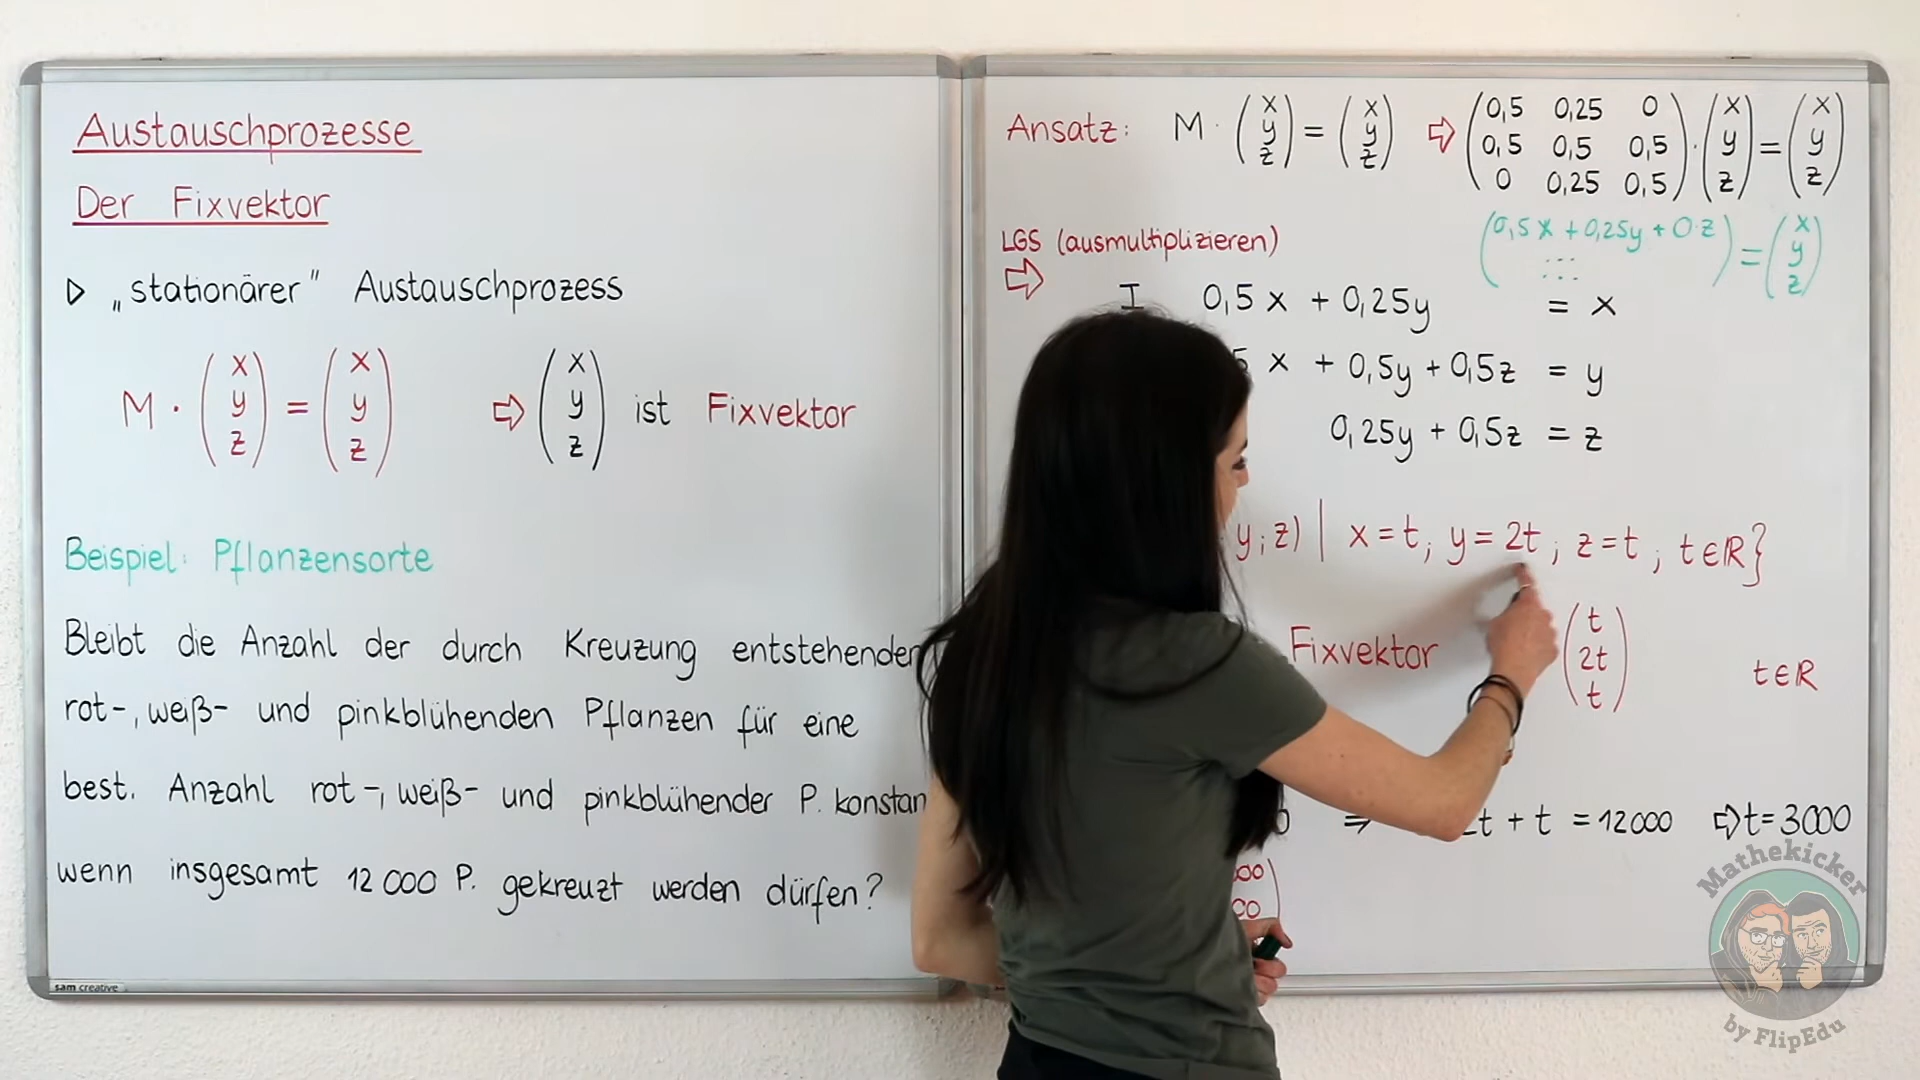 Austauschprozesse
Der Fixvektor
▷ „stationärer” Austauschprozess
M · (x y z) = (x y z) ⇨ (x y z) ist Fixvektor
Beispiel: Pflanzensorte
Bleibt die Anzahl der durch Kreuzung entstehenden
rot-, weiß- und pinkblühenden Pflanzen für eine
best. Anzahl rot-, weiß- und pinkblühender P.
wenn insgesamt 12 000 P. gekreuzt werden dürfen?
sam creative
Ansatz: M · (x y z) = (x y z) ⇨ (0,5 0,25 0
0,5 0,5 0,5
0 0,25 0,5) · (x y z) = (x y z)
(0,5x + 0,25y + 0·z ...) = (x y z)
LGS (ausmultiplizieren)
⇨ I 0,5x + 0,25y = x
x + 0,5y + 0,5z = y
0,25y + 0,5z = z
y; z) | x = t; y = 2t; z = t; t∈ℝ}
Fixvektor (t 2t t) t∈ℝ
⇒ 2t + t = 12000 ⇨ t = 3000
Mathekicker
by FlipEdu